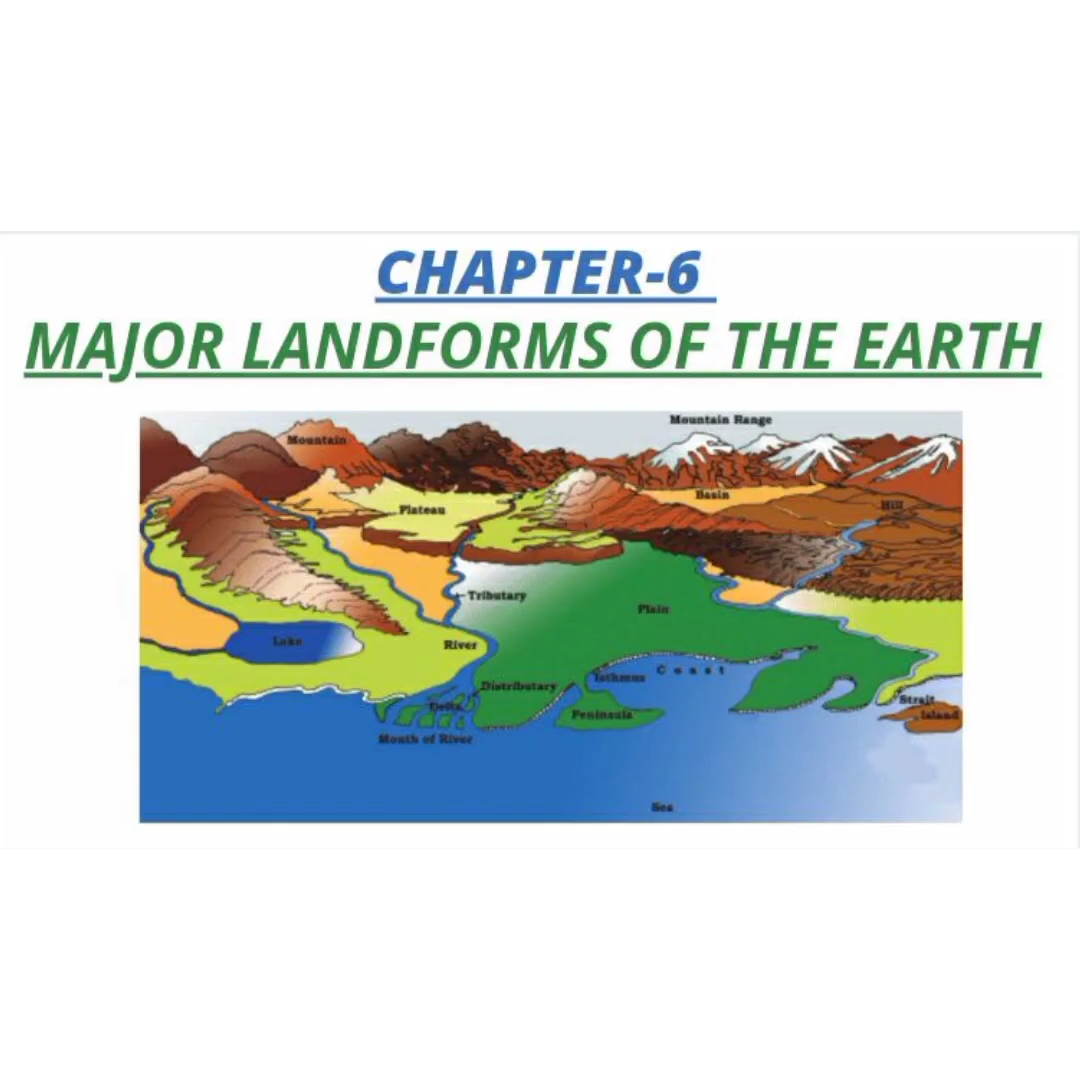 CHAPTER-6
MAJOR LANDFORMS OF THE EARTH
Mountain Range
Mountain
Basin
Hill
Plateau
Tributary
Plain
Lake
River
Coast
Isthmus
Distributary
Strait
Delta
Peninsula
Island
Mouth of River
Sea